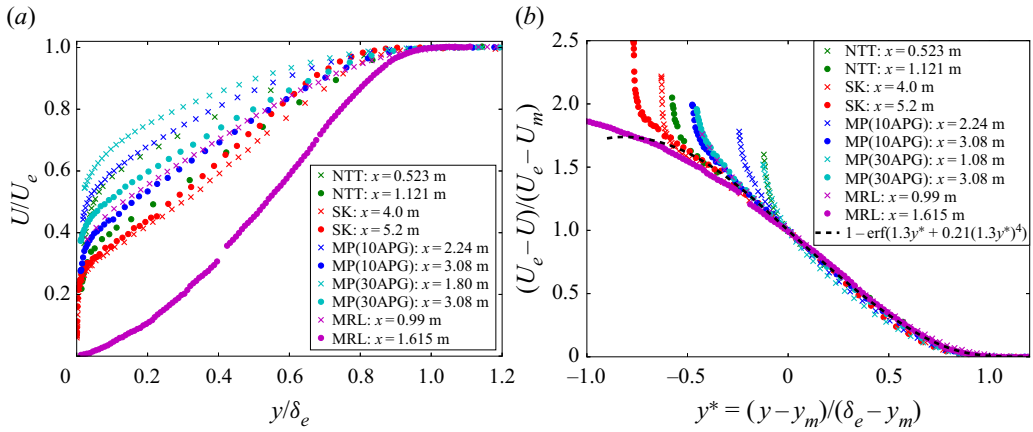 (a)
1.0
0.8
0.6
0.4
0.2
0
0.2
0.4
0.6
0.8
1.0
1.2
U/U_e
y/δ_e
NTT: x = 0.523 m
NTT: x = 1.121 m
SK: x = 4.0 m
SK: x = 5.2 m
MP(10APG): x = 2.24 m
MP(10APG): x = 3.08 m
MP(30APG): x = 1.80 m
MP(30APG): x = 3.08 m
MRL: x = 0.99 m
MRL: x = 1.615 m
(b)
2.5
2.0
1.5
1.0
0.5
0
−1.0
−0.5
0
0.5
1.0
(U_e − U)/(U_e − U_m)
y* = (y − y_m)/(δ_e − y_m)
NTT: x = 0.523 m
NTT: x = 1.121 m
SK: x = 4.0 m
SK: x = 5.2 m
MP(10APG): x = 2.24 m
MP(10APG): x = 3.08 m
MP(30APG): x = 1.08 m
MP(30APG): x = 3.08 m
MRL: x = 0.99 m
MRL: x = 1.615 m
1 − erf(1.3y* + 0.21(1.3y*)⁴)